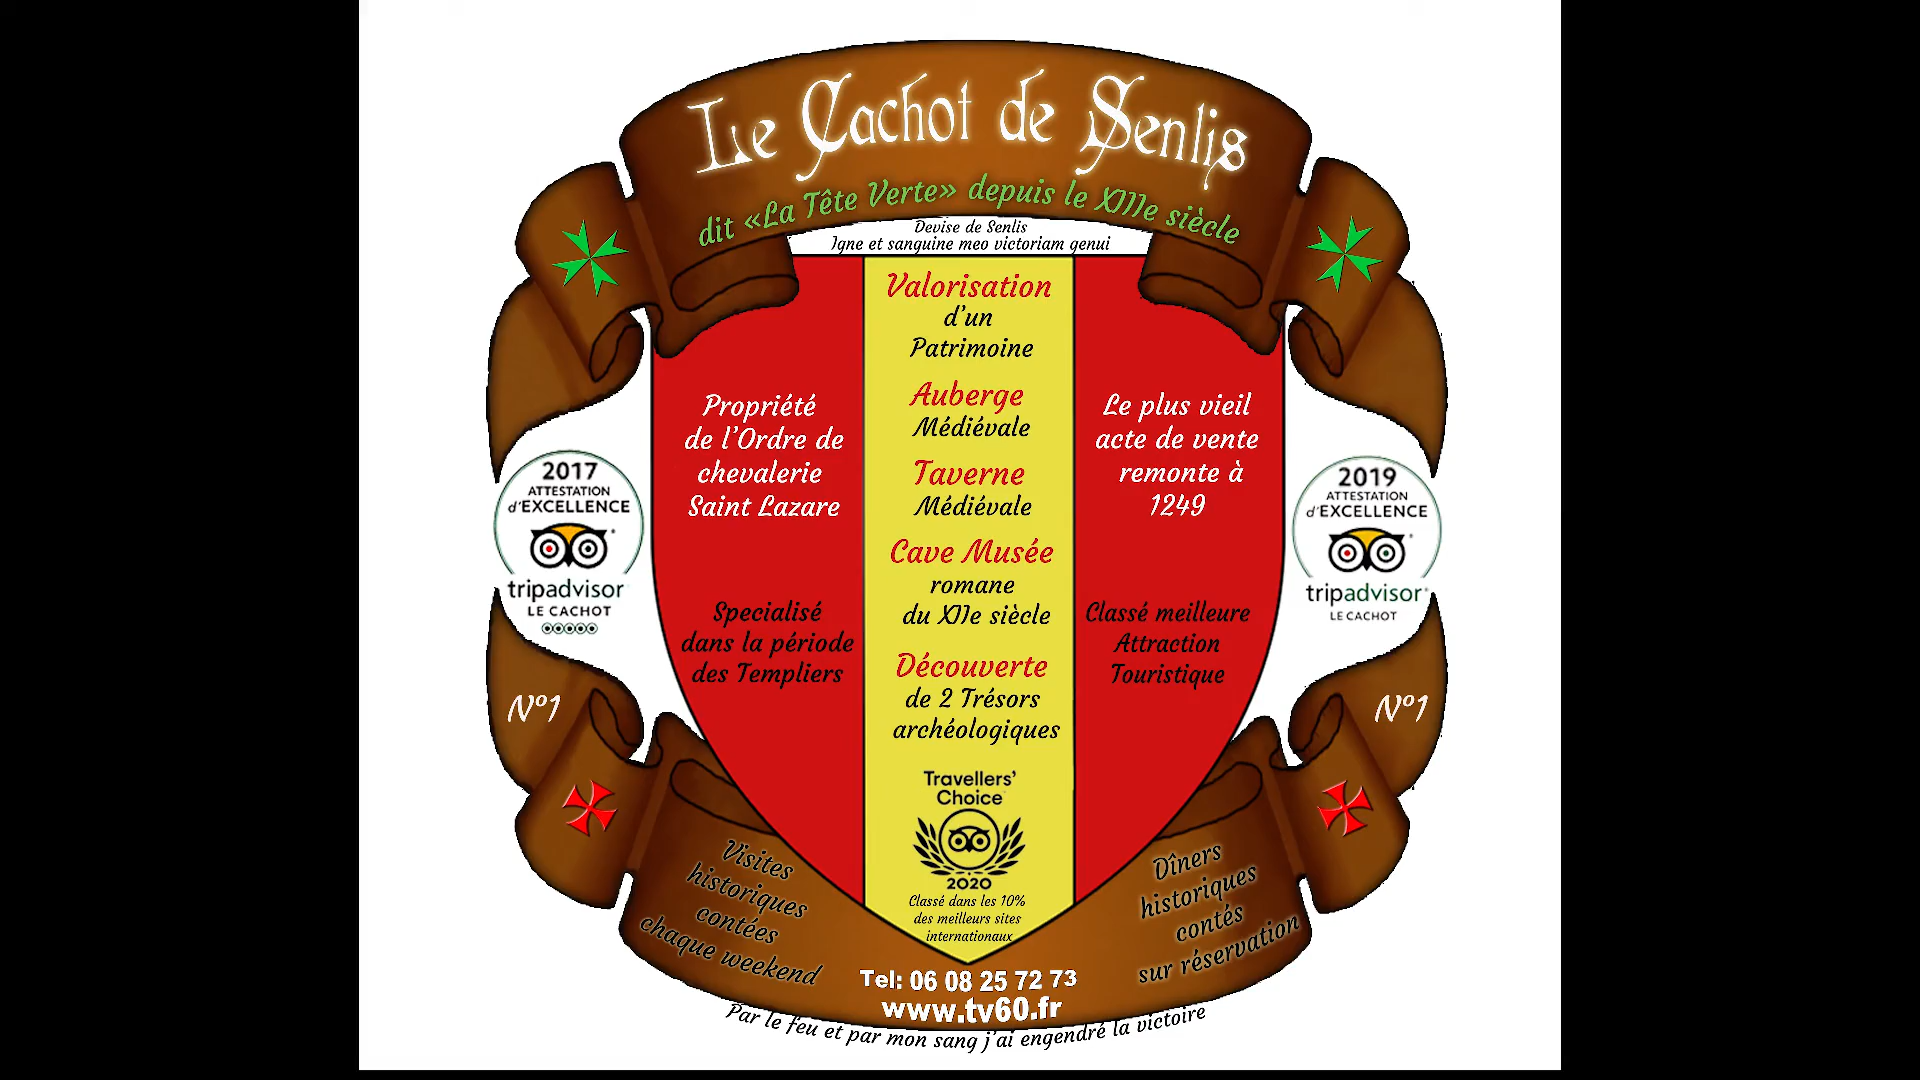 Le Cachot de Senlis
dit «La Tête Verte» depuis le XIIIe siècle
Devise de Senlis
Igne et sanguine meo victoriam genui
Valorisation
d'un
Patrimoine
Auberge
Médiévale
Taverne
Médiévale
Cave Musée
romane
du XIIe siècle
Découverte
de 2 Trésors
archéologiques
Travellers'
Choice
2020
Classé dans les 10%
des meilleurs sites
internationaux
Propriété
de l'Ordre de
chevalerie
Saint Lazare
Specialisé
dans la période
des Templiers
Le plus vieil
acte de vente
remonte à
1249
Classé meilleure
Attraction
Touristique
2017
ATTESTATION
d'EXCELLENCE
tripadvisor
LE CACHOT
2019
ATTESTATION
d'EXCELLENCE
tripadvisor
LE CACHOT
N°1
N°1
Visites
historiques
contées
chaque weekend
Dîners
historiques
contés
sur réservation
Tel: 06 08 25 72 73
www.tv60.fr
Par le feu et par mon sang j'ai engendré la victoire